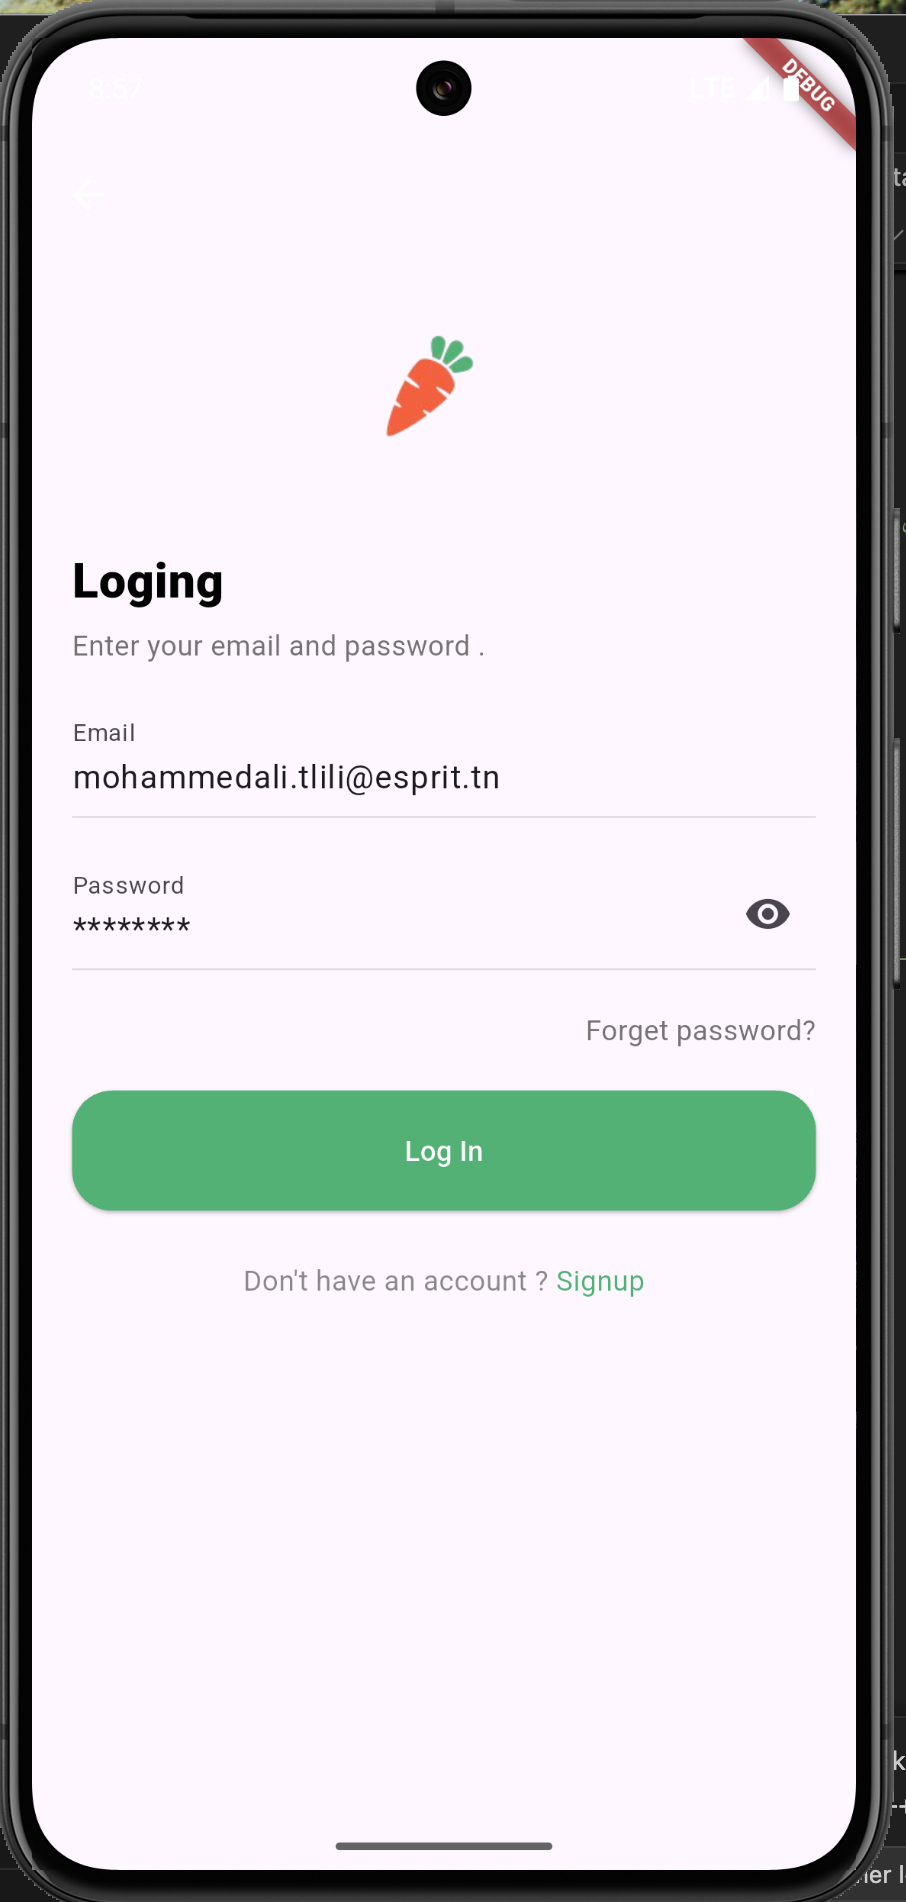 8:57
LTE
DEBUG
Loging
Enter your email and password .
Email
mohammedali.tlili@esprit.tn
Password
********
Forget password?
Log In
Don't have an account ? Signup